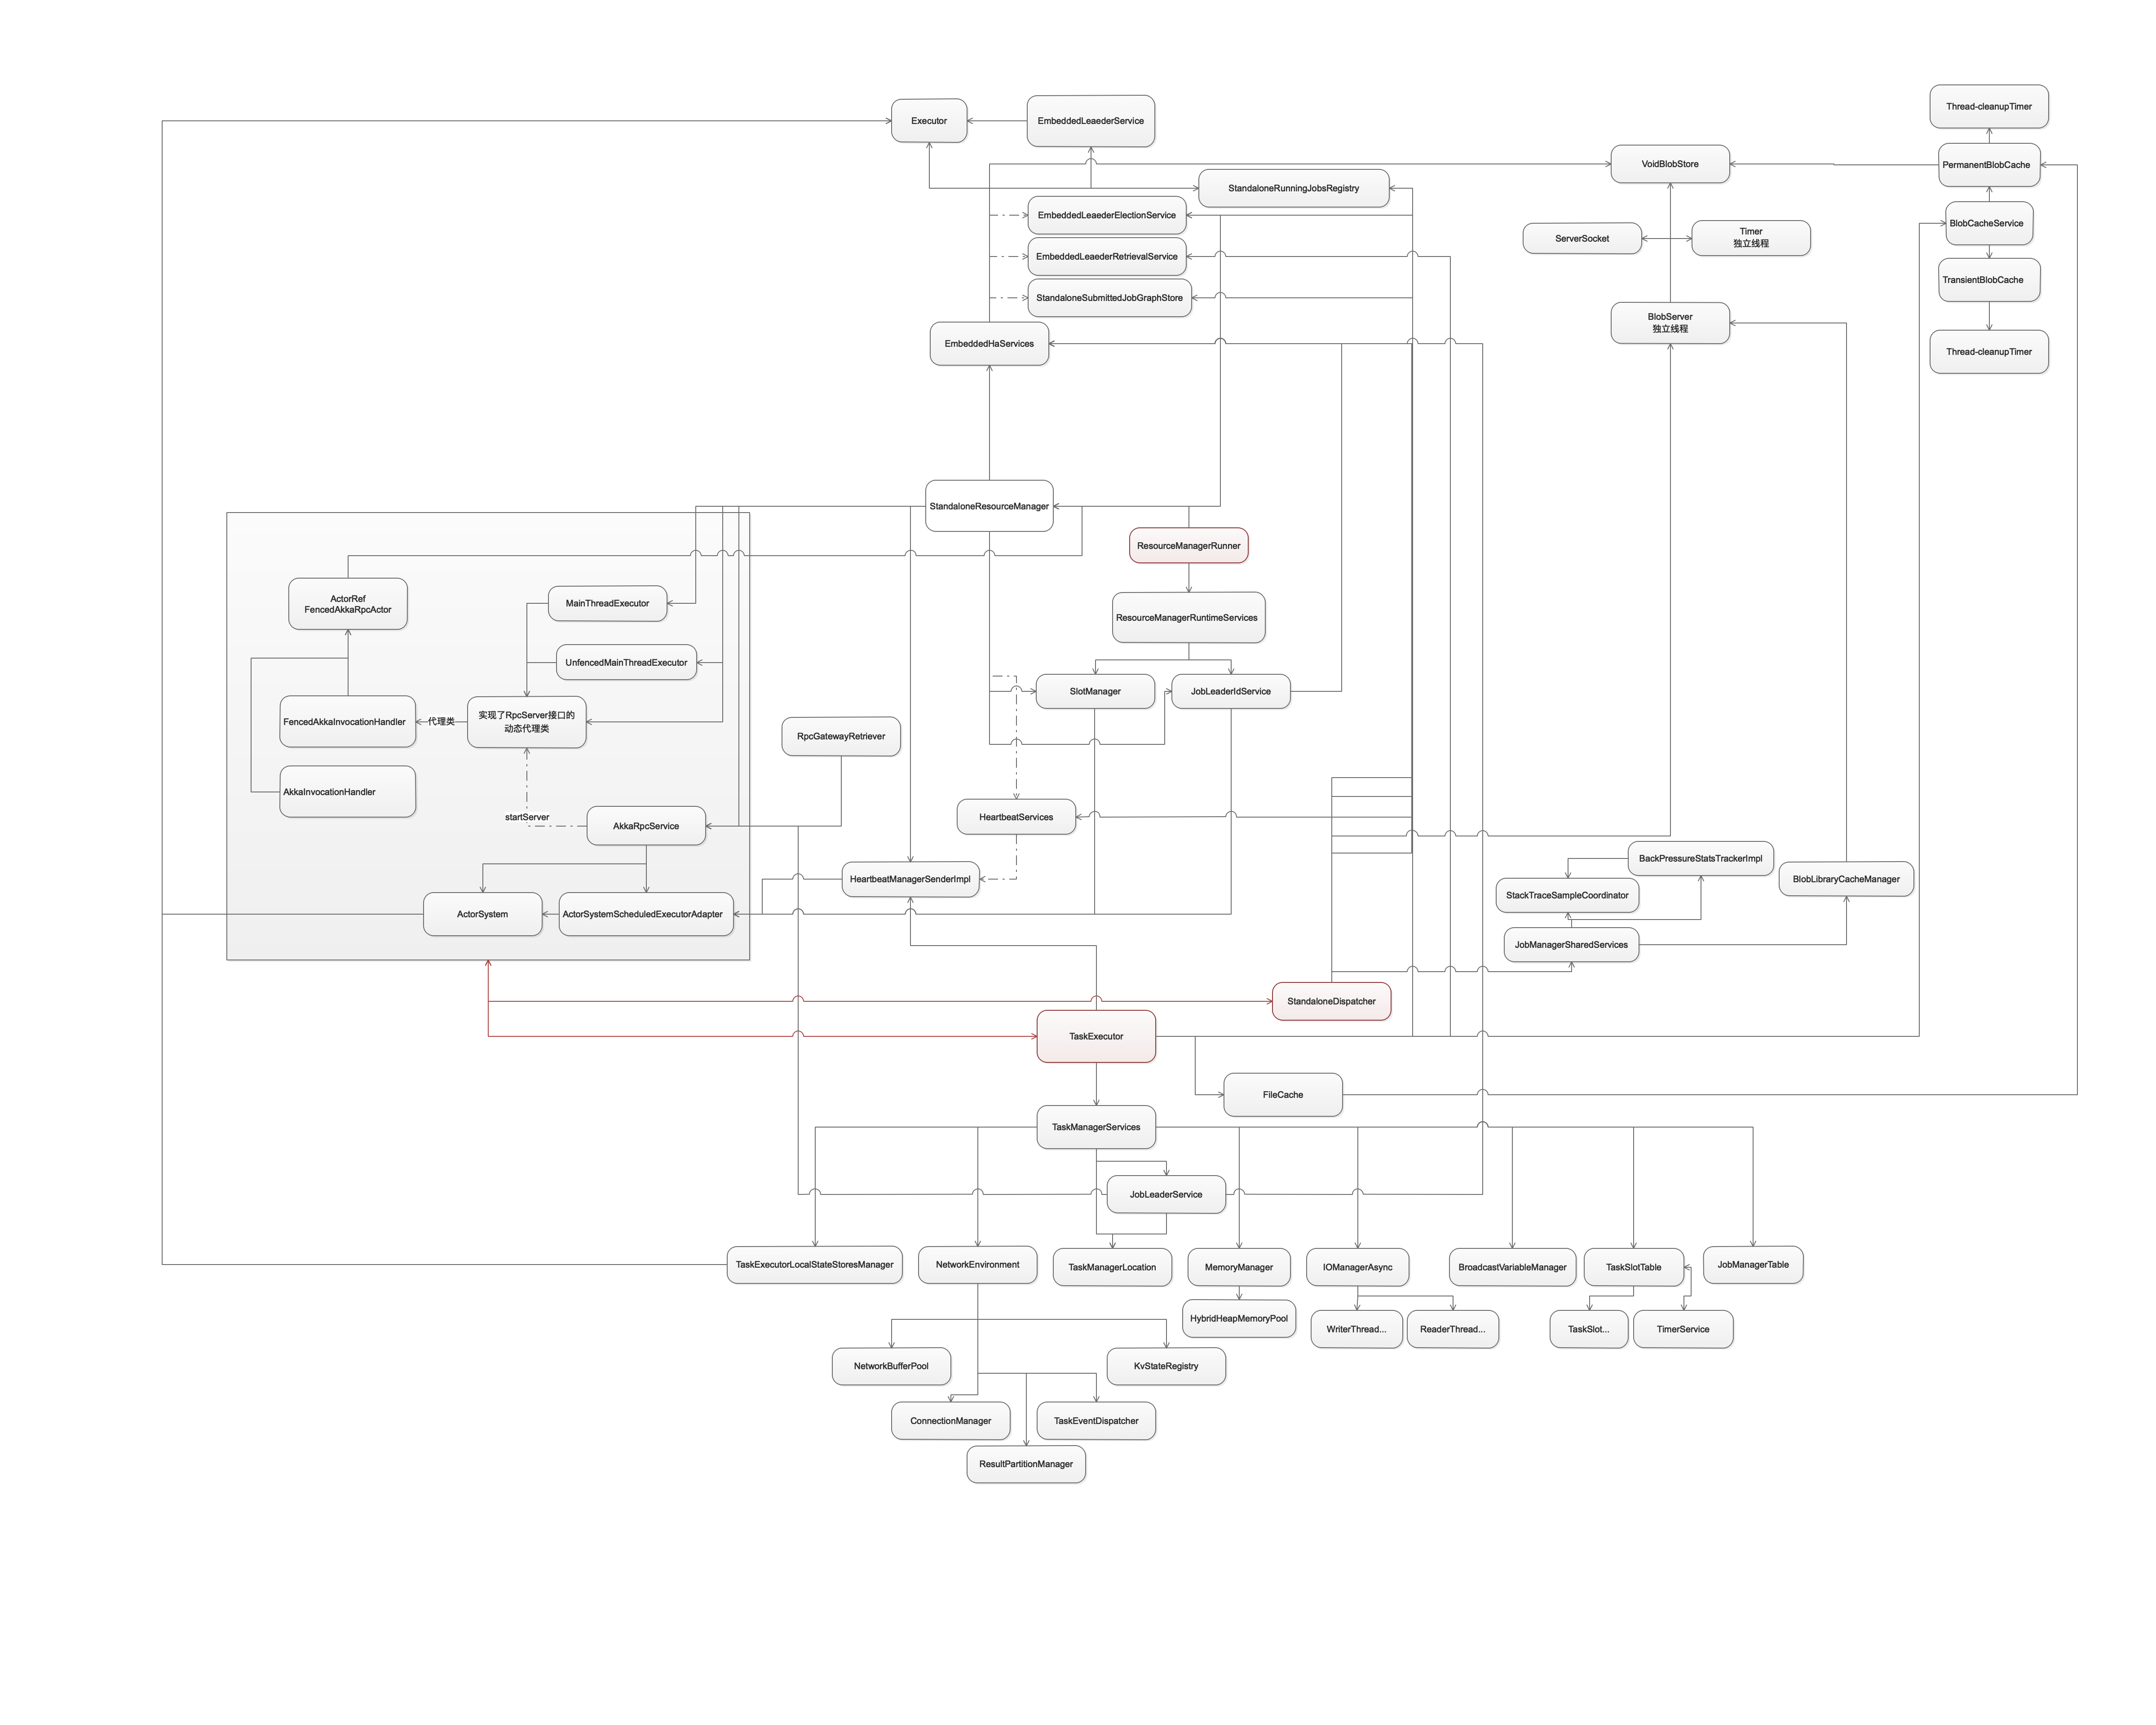 Thread-cleanupTimer
Executor
EmbeddedLeaederService
VoidBlobStore
PermanentBlobCache
StandaloneRunningJobsRegistry
EmbeddedLeaederElectionService
BlobCacheService
Timer
独立线程
ServerSocket
EmbeddedLeaederRetrievalService
TransientBlobCache
StandaloneSubmittedJobGraphStore
BlobServer
独立线程
EmbeddedHaServices
Thread-cleanupTimer
StandaloneResourceManager
ResourceManagerRunner
ActorRef
FencedAkkaRpcActor
MainThreadExecutor
ResourceManagerRuntimeServices
UnfencedMainThreadExecutor
SlotManager
JobLeaderIdService
FencedAkkaInvocationHandler
代理类
实现了RpcServer接口的
动态代理类
RpcGatewayRetriever
AkkaInvocationHandler
startServer
AkkaRpcService
HeartbeatServices
BackPressureStatsTrackerImpl
HeartbeatManagerSenderImpl
BlobLibraryCacheManager
StackTraceSampleCoordinator
ActorSystem
ActorSystemScheduledExecutorAdapter
JobManagerSharedServices
StandaloneDispatcher
TaskExecutor
FileCache
TaskManagerServices
JobLeaderService
TaskExecutorLocalStateStoresManager
NetworkEnvironment
TaskManagerLocation
MemoryManager
IOManagerAsync
BroadcastVariableManager
TaskSlotTable
JobManagerTable
HybridHeapMemoryPool
WriterThread...
ReaderThread...
TaskSlot...
TimerService
NetworkBufferPool
KvStateRegistry
ConnectionManager
TaskEventDispatcher
ResultPartitionManager